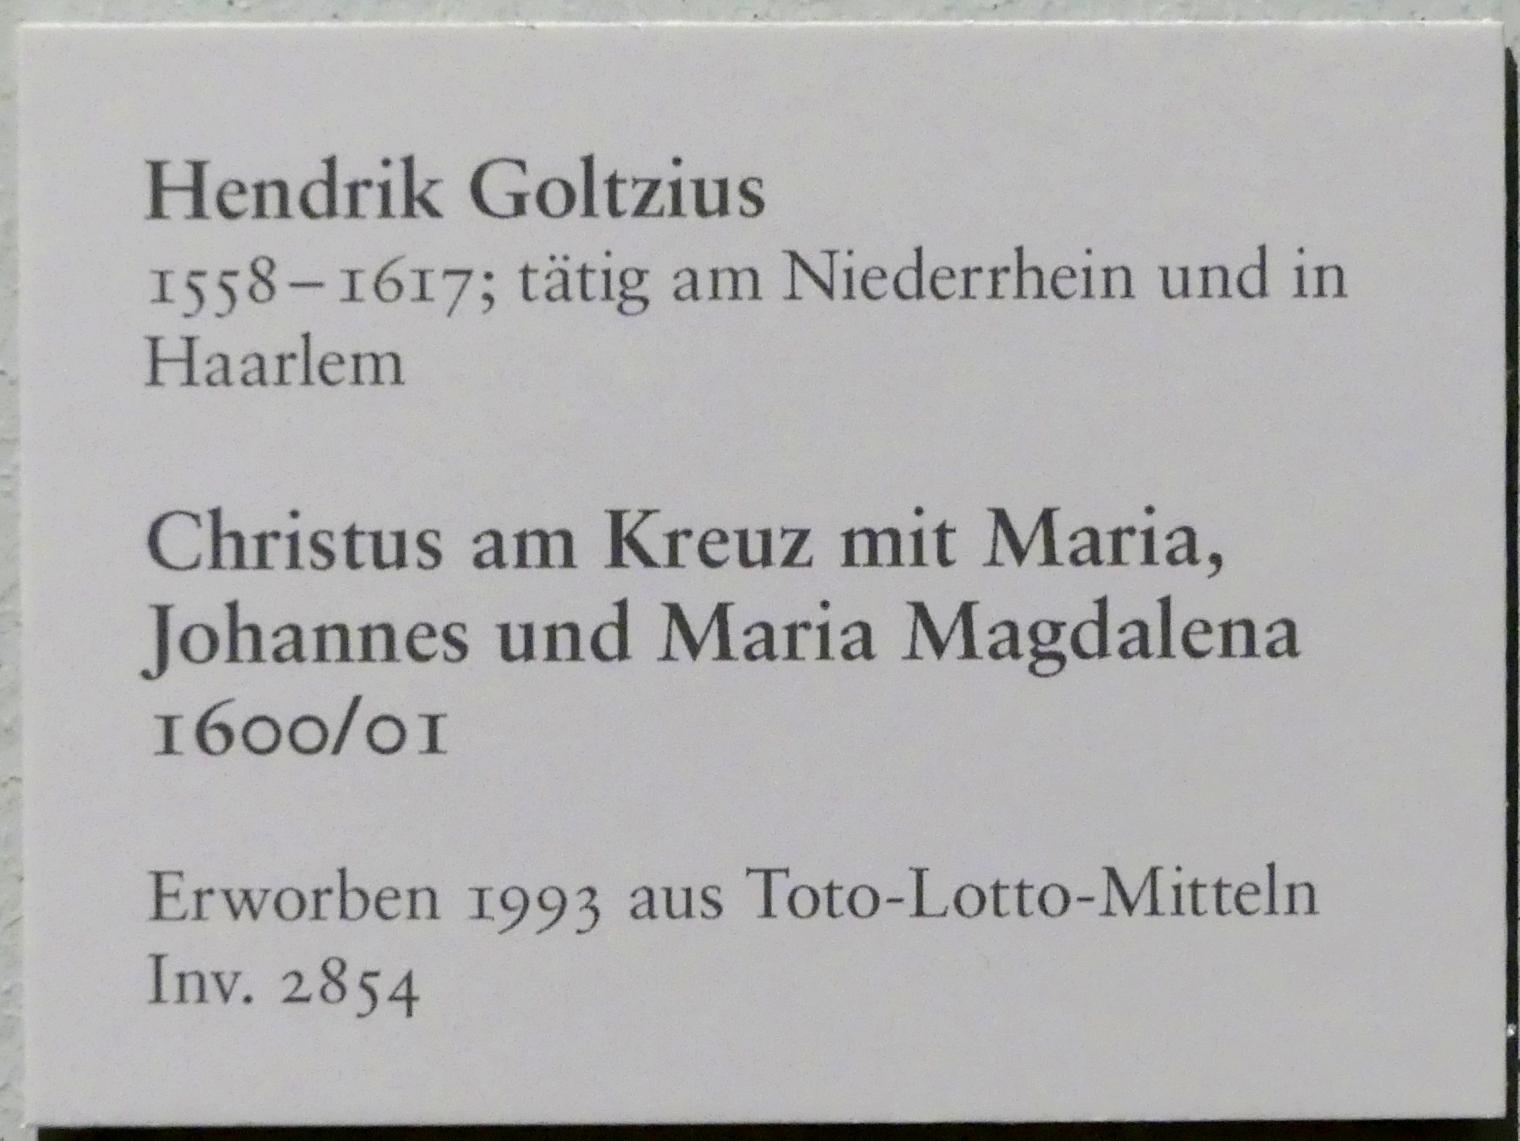 Hendrik Goltzius
1558–1617; tätig am Niederrhein und in
Haarlem
Christus am Kreuz mit Maria,
Johannes und Maria Magdalena
1600/01
Erworben 1993 aus Toto-Lotto-Mitteln
Inv. 2854